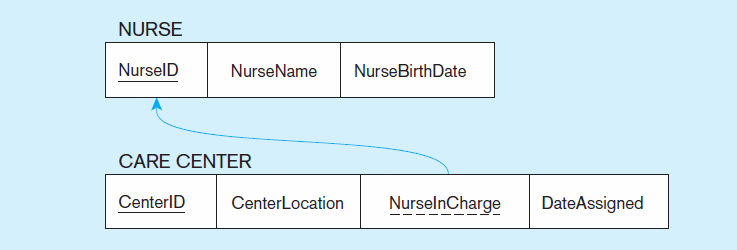 NURSE
NurseID NurseName NurseBirthDate
CARE CENTER
CenterID CenterLocation NurseInCharge DateAssigned